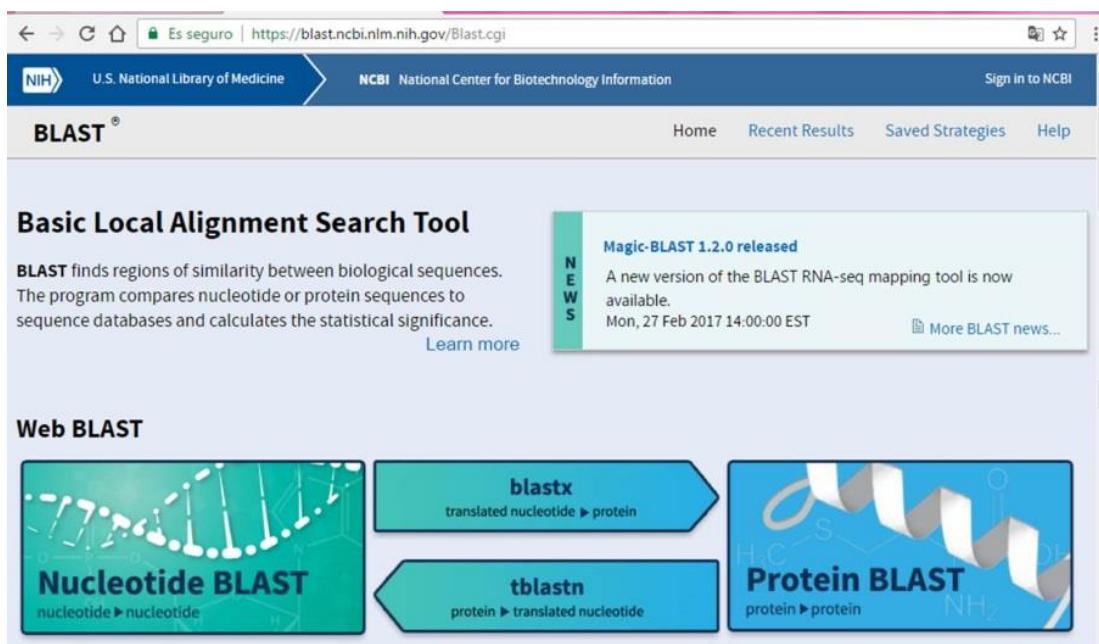 Es seguro | https://blast.ncbi.nlm.nih.gov/Blast.cgi
NIH U.S. National Library of Medicine NCBI National Center for Biotechnology Information Sign in to NCBI
BLAST ® Home Recent Results Saved Strategies Help
Basic Local Alignment Search Tool
BLAST finds regions of similarity between biological sequences.
The program compares nucleotide or protein sequences to
sequence databases and calculates the statistical significance.
Learn more
NEWS
Magic-BLAST 1.2.0 released
A new version of the BLAST RNA-seq mapping tool is now
available.
Mon, 27 Feb 2017 14:00:00 EST
More BLAST news...
Web BLAST
Nucleotide BLAST
nucleotide ▶ nucleotide
blastx
translated nucleotide ▶ protein
tblastn
protein ▶ translated nucleotide
Protein BLAST
protein ▶ protein
O
S
H₃C
OH
NH₂